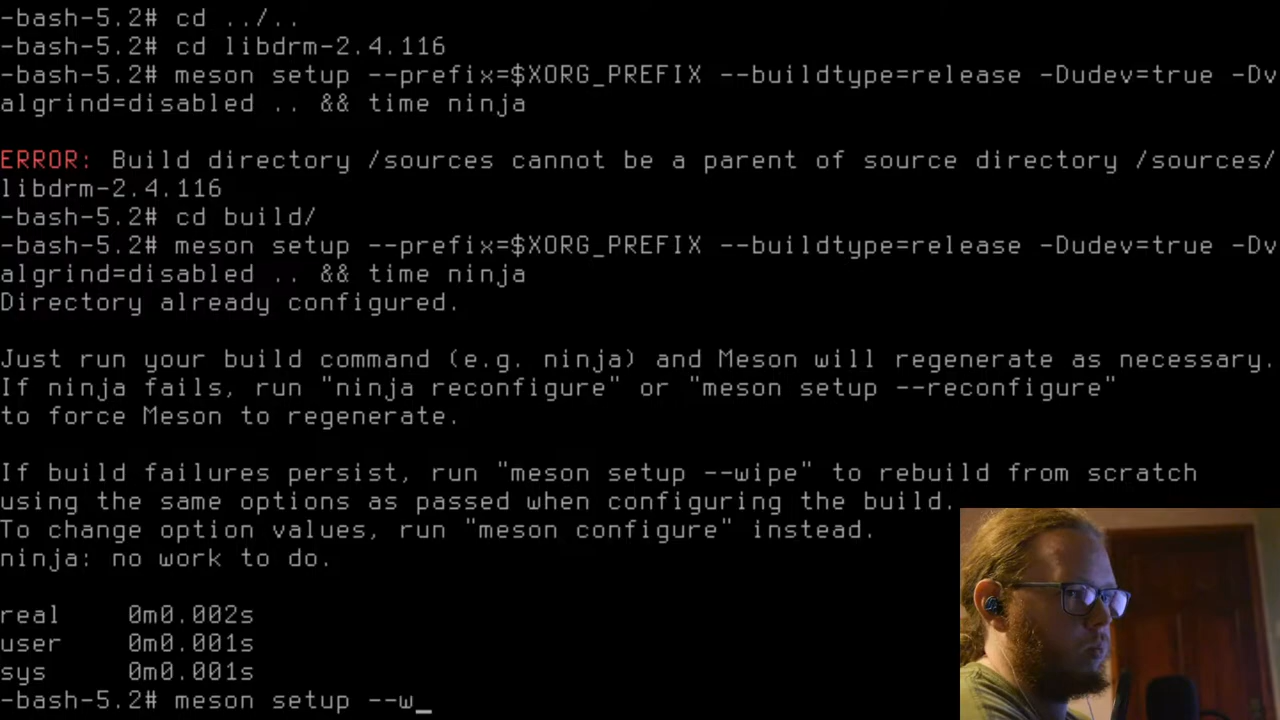 -bash-5.2# cd ../..
-bash-5.2# cd libdrm-2.4.116
-bash-5.2# meson setup --prefix=$XORG_PREFIX --buildtype=release -Dudev=true -Dv
algrind=disabled .. && time ninja
ERROR: Build directory /sources cannot be a parent of source directory /sources/
libdrm-2.4.116
-bash-5.2# cd build/
-bash-5.2# meson setup --prefix=$XORG_PREFIX --buildtype=release -Dudev=true -Dv
algrind=disabled .. && time ninja
Directory already configured.
Just run your build command (e.g. ninja) and Meson will regenerate as necessary.
If ninja fails, run "ninja reconfigure" or "meson setup --reconfigure"
to force Meson to regenerate.
If build failures persist, run "meson setup --wipe" to rebuild from scratch
using the same options as passed when configuring the build.
To change option values, run "meson configure" instead.
ninja: no work to do.
real 0m0.002s
user 0m0.001s
sys 0m0.001s
-bash-5.2# meson setup --w_